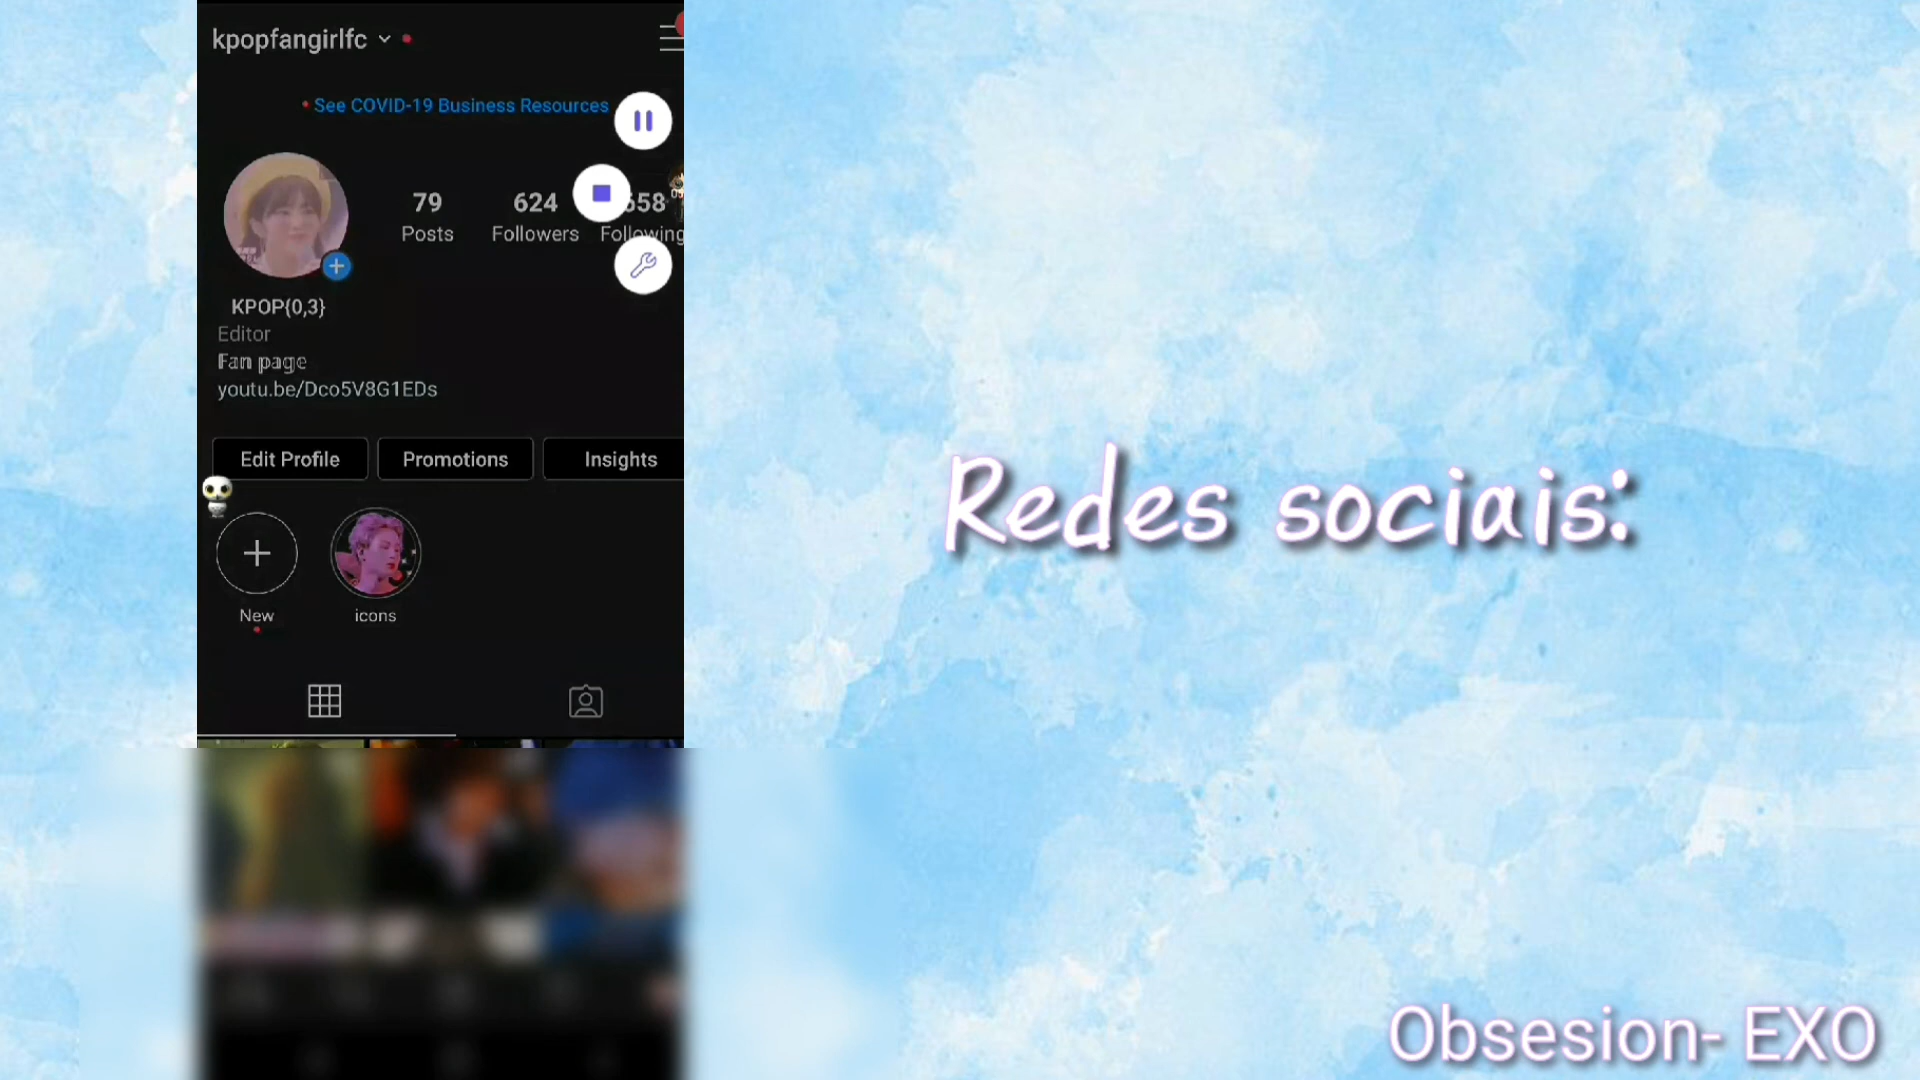 kpopfangirlfc
See COVID-19 Business Resources
79 624 658
Posts Followers Following
KPOP{0,3}
Editor
Fan page
youtu.be/Dco5V8G1EDs
Edit Profile Promotions Insights
New icons
Redes sociais:
Obsesion- EXO